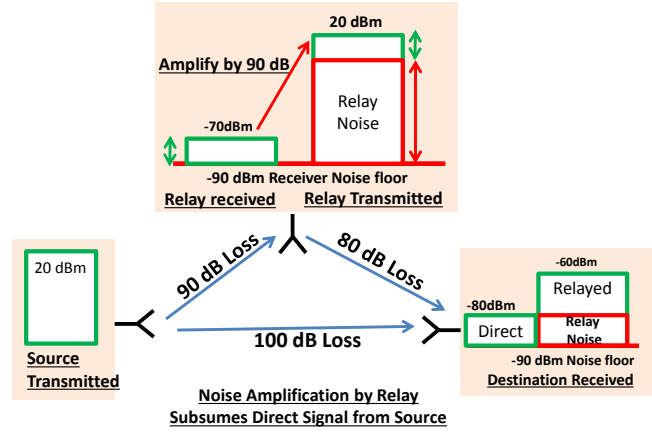 20 dBm
Amplify by 90 dB
Relay
Noise
-70dBm
-90 dBm Receiver Noise floor
Relay received
Relay Transmitted
20 dBm
Source
Transmitted
90 dB Loss
80 dB Loss
100 dB Loss
-60dBm
-80dBm
Relayed
Direct
Relay
Noise
-90 dBm Noise floor
Destination Received
Noise Amplification by Relay
Subsumes Direct Signal from Source